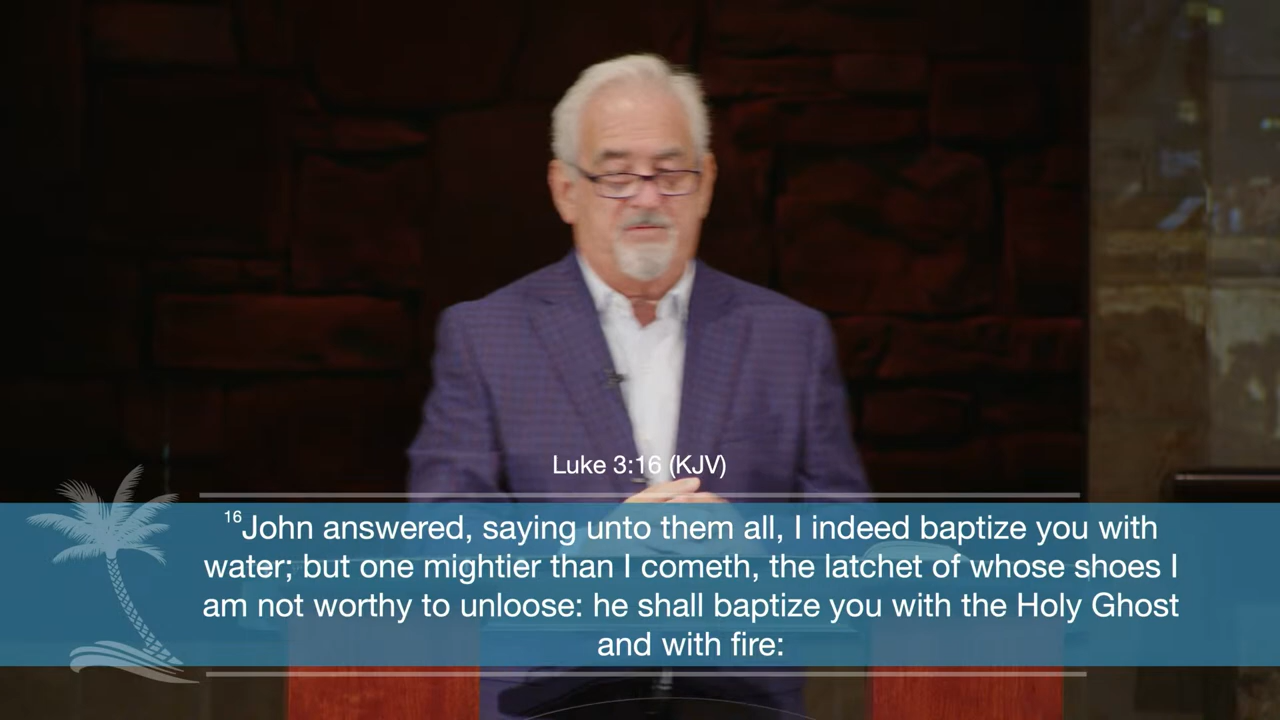 Luke 3:16 (KJV)
16John answered, saying unto them all, I indeed baptize you with
water; but one mightier than I cometh, the latchet of whose shoes I
am not worthy to unloose: he shall baptize you with the Holy Ghost
and with fire: